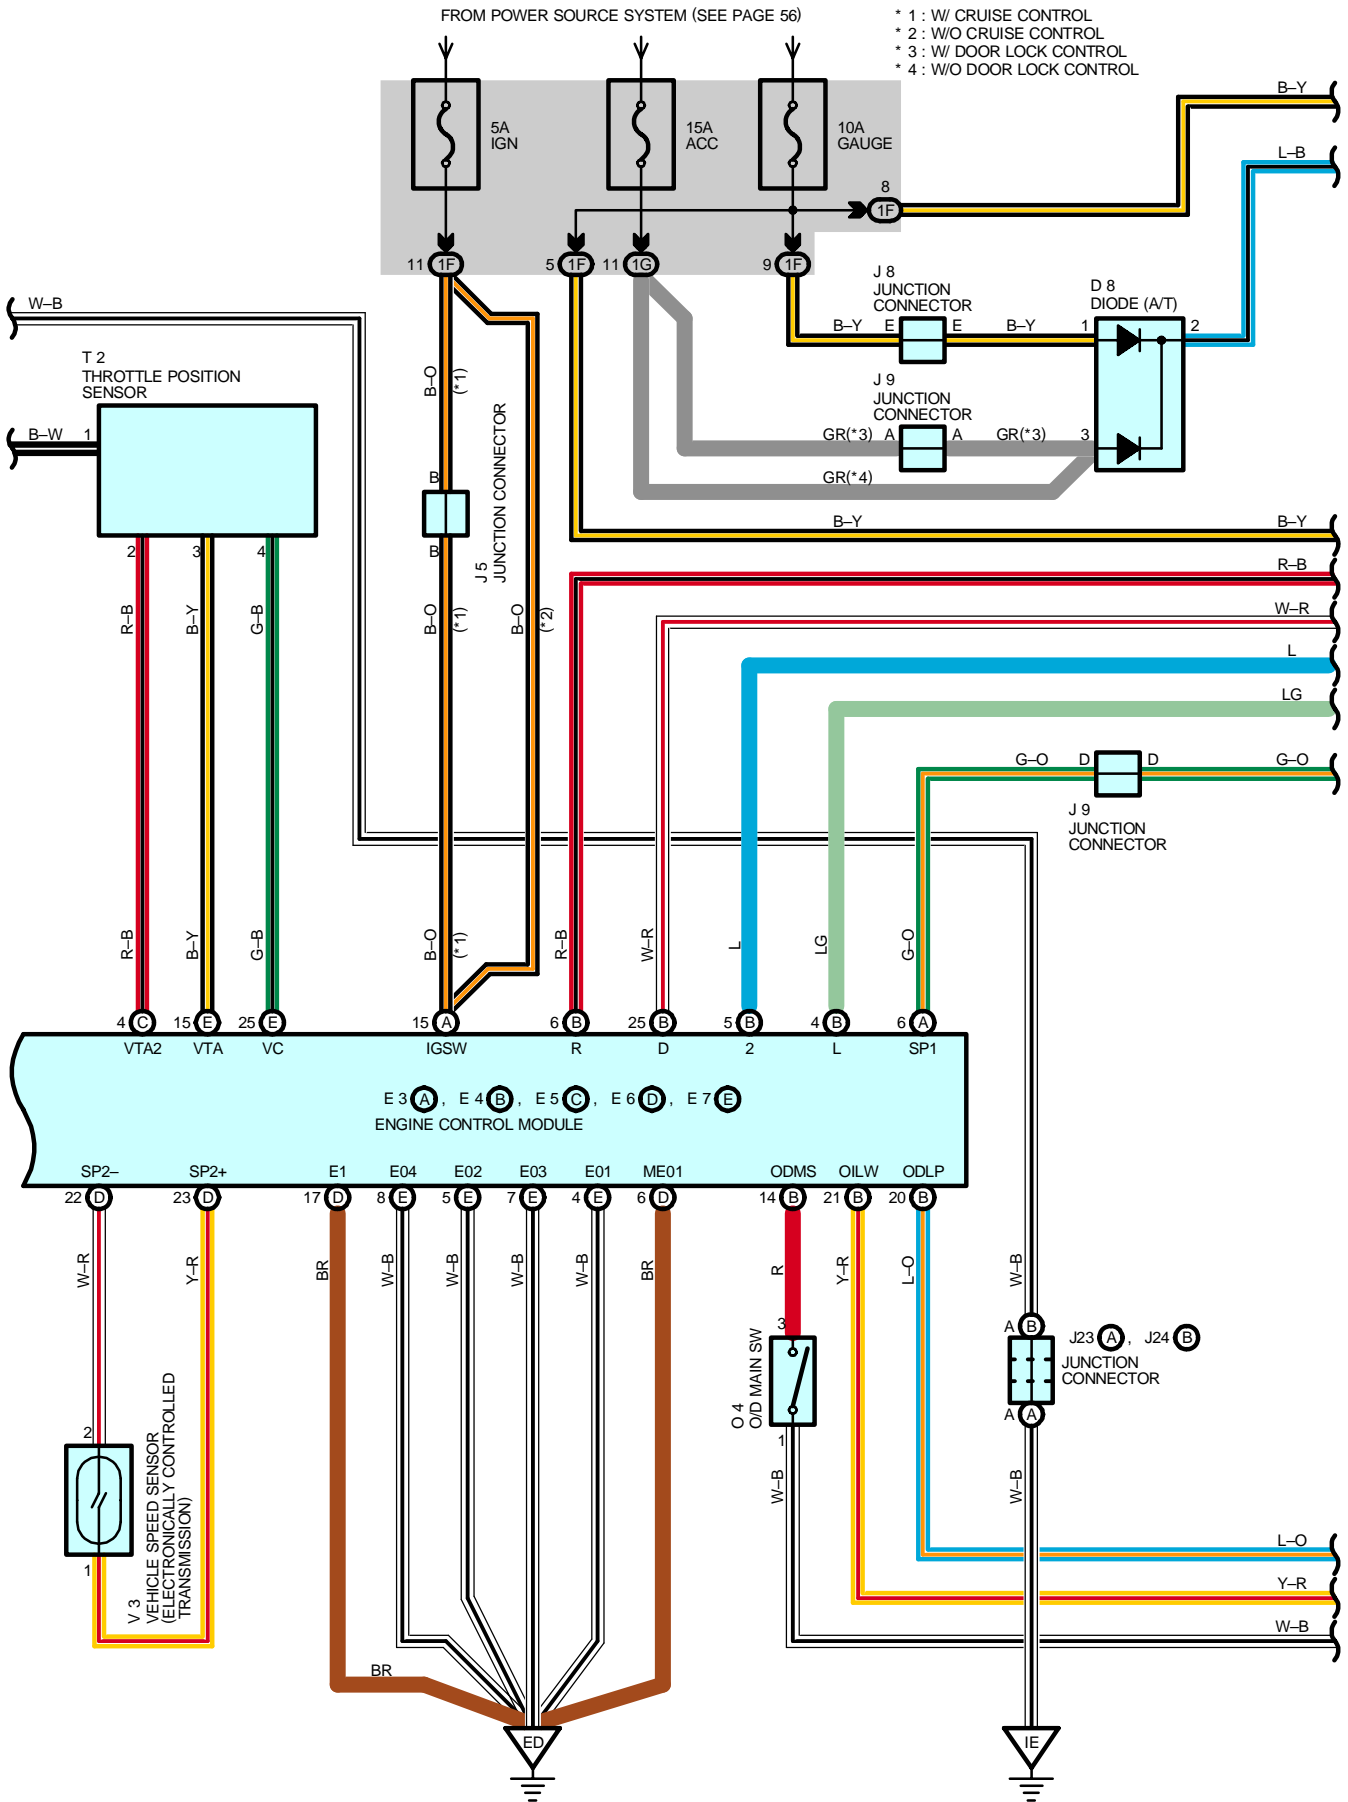 FROM POWER SOURCE SYSTEM (SEE PAGE 56)
* 1 : W/ CRUISE CONTROL
* 2 : W/O CRUISE CONTROL
* 3 : W/ DOOR LOCK CONTROL
* 4 : W/O DOOR LOCK CONTROL
B–Y
5A
IGN
15A
ACC
10A
GAUGE
L–B
8
1F
11 1F
5 1F
11 1G
9 1F
J 8
JUNCTION
CONNECTOR
D 8
DIODE (A/T)
W–B
B–Y E E B–Y 1 2
T 2
THROTTLE POSITION
SENSOR
B–O
(*1)
J 9
JUNCTION
CONNECTOR
B–W 1
GR(*3) A A GR(*3) 3
GR(*4)
B
B
J 5
JUNCTION CONNECTOR
B–Y B–Y
2 3 4
R–B
R–B
B–Y
G–B
B–O
(*1)
B–O
(*2)
W–R
L
LG
G–O D D G–O
J 9
JUNCTION
CONNECTOR
R–B
B–Y
G–B
B–O
(*1)
R–B
W–R
L
LG
G–O
4 C 15 E 25 E 15 A 6 B 25 B 5 B 4 B 6 A
VTA2 VTA VC IGSW R D 2 L SP1
E 3 A , E 4 B , E 5 C , E 6 D , E 7 E
ENGINE CONTROL MODULE
SP2– SP2+ E1 E04 E02 E03 E01 ME01 ODMS OILW ODLP
22 D 23 D 17 D 8 E 5 E 7 E 4 E 6 D 14 B 21 B 20 B
W–R
Y–R
BR
W–B
W–B
W–B
W–B
BR
R
Y–R
L–O
W–B
3
A B
J23 A , J24 B
JUNCTION
CONNECTOR
O 4
O/D MAIN SW
A A
2
1
1
V 3
VEHICLE SPEED SENSOR
(ELECTRONICALLY CONTROLLED
TRANSMISSION)
W–B
W–B
L–O
Y–R
W–B
BR
ED
IE